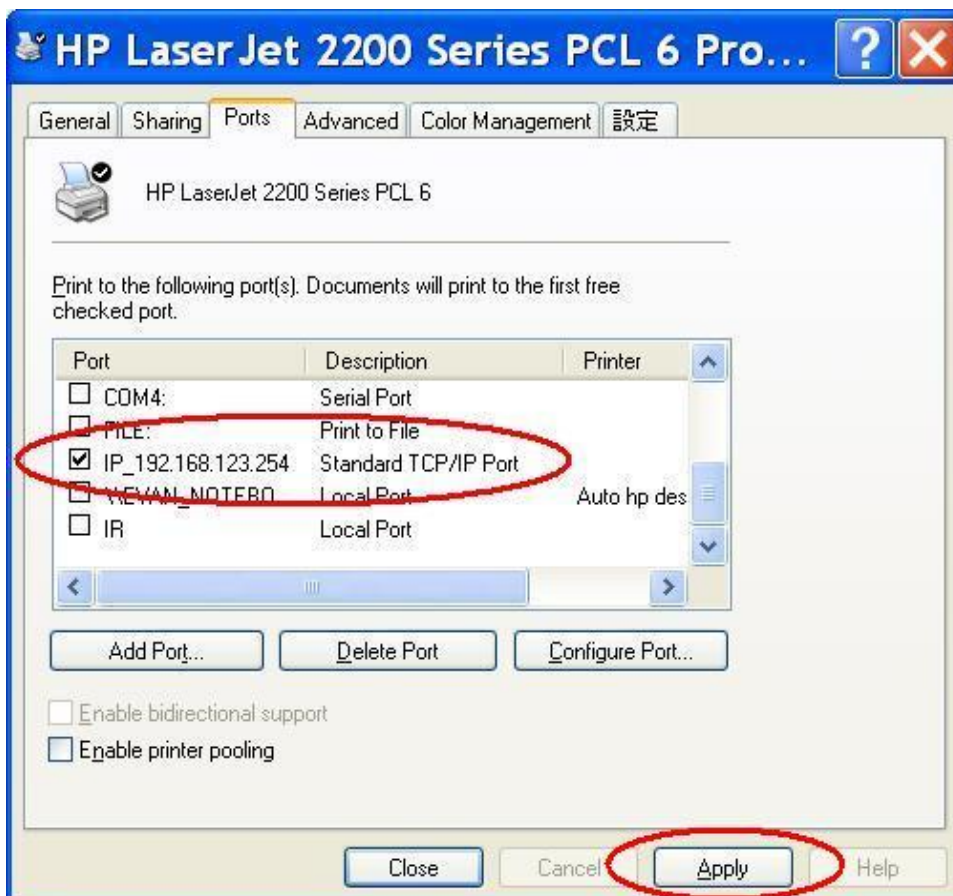 HP LaserJet 2200 Series PCL 6 Pro...
General Sharing Ports Advanced Color Management 設定
HP LaserJet 2200 Series PCL 6
Print to the following port(s). Documents will print to the first free
checked port.
Port Description Printer
COM4: Serial Port
FILE: Print to File
IP_192.168.123.254 Standard TCP/IP Port
\\EVAN_NOTEBO... Local Port Auto hp des
IR Local Port
Add Port... Delete Port Configure Port...
Enable bidirectional support
Enable printer pooling
Close Cancel Apply Help